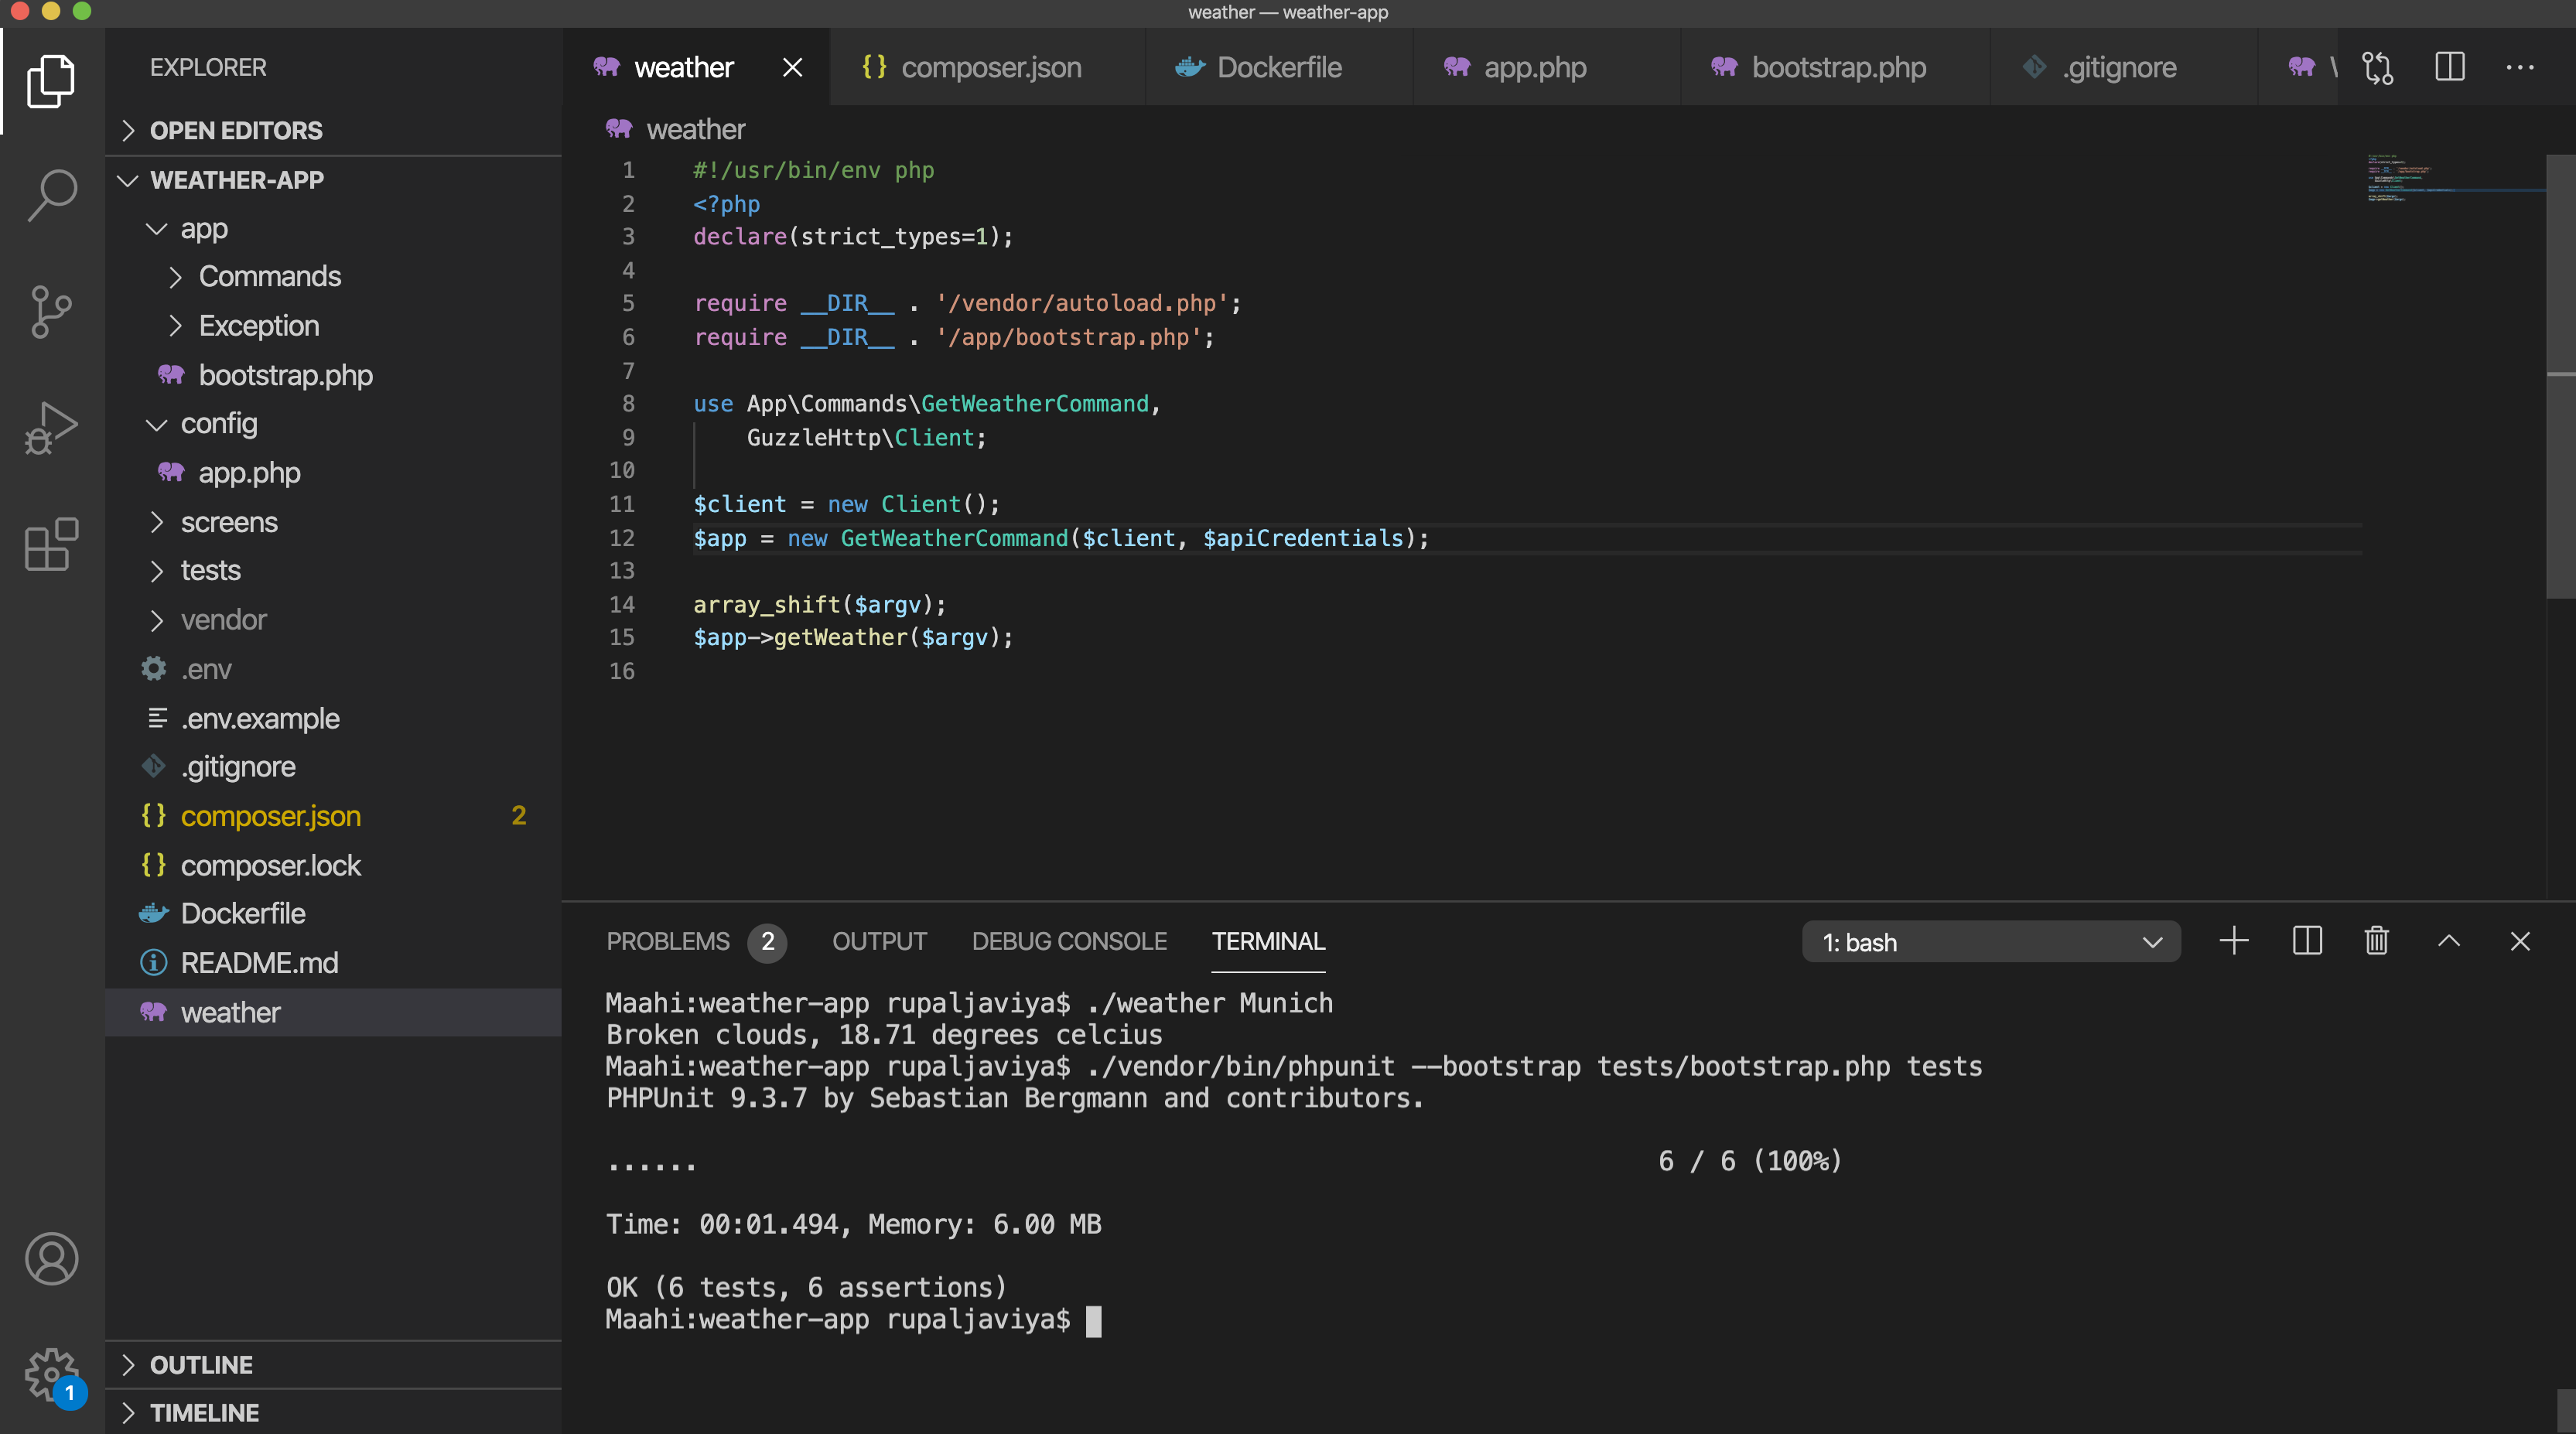 weather — weather-app
EXPLORER
OPEN EDITORS
WEATHER-APP
app
Commands
Exception
bootstrap.php
config
app.php
screens
tests
vendor
.env
.env.example
.gitignore
composer.json 2
composer.lock
Dockerfile
README.md
weather
OUTLINE
TIMELINE
1
weather composer.json Dockerfile app.php bootstrap.php .gitignore
weather
1 #!/usr/bin/env php
2 <?php
3 declare(strict_types=1);
4
5 require __DIR__ . '/vendor/autoload.php';
6 require __DIR__ . '/app/bootstrap.php';
7
8 use App\Commands\GetWeatherCommand,
9 GuzzleHttp\Client;
10
11 $client = new Client();
12 $app = new GetWeatherCommand($client, $apiCredentials);
13
14 array_shift($argv);
15 $app->getWeather($argv);
16
PROBLEMS 2 OUTPUT DEBUG CONSOLE TERMINAL 1: bash
Maahi:weather-app rupaljaviya$ ./weather Munich
Broken clouds, 18.71 degrees celcius
Maahi:weather-app rupaljaviya$ ./vendor/bin/phpunit --bootstrap tests/bootstrap.php tests
PHPUnit 9.3.7 by Sebastian Bergmann and contributors.
...... 6 / 6 (100%)
Time: 00:01.494, Memory: 6.00 MB
OK (6 tests, 6 assertions)
Maahi:weather-app rupaljaviya$